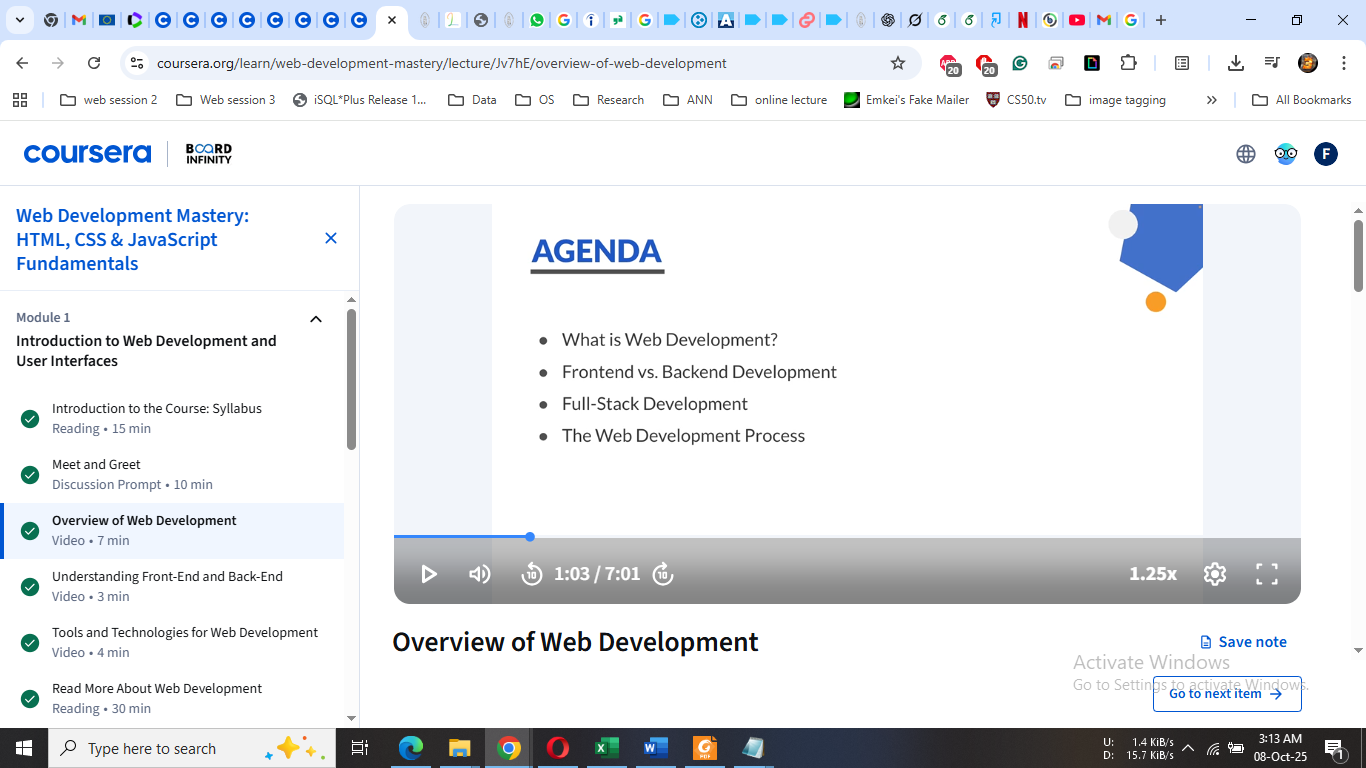 coursera.org/learn/web-development-mastery/lecture/Jv7hE/overview-of-web-development
20
20
web session 2
Web session 3
iSQL*Plus Release 1...
Data
OS
Research
ANN
online lecture
Emkei's Fake Mailer
CS50.tv
image tagging
All Bookmarks
coursera
BOARD
INFINITY
F
Web Development Mastery:
HTML, CSS & JavaScript
Fundamentals
Module 1
Introduction to Web Development and
User Interfaces
Introduction to the Course: Syllabus
Reading • 15 min
Meet and Greet
Discussion Prompt • 10 min
Overview of Web Development
Video • 7 min
Understanding Front-End and Back-End
Video • 3 min
Tools and Technologies for Web Development
Video • 4 min
Read More About Web Development
Reading • 30 min
AGENDA
• What is Web Development?
• Frontend vs. Backend Development
• Full-Stack Development
• The Web Development Process
10
1:03 / 7:01
10
1.25x
Overview of Web Development
Save note
Activate Windows
Go to Settings to activate Windows.
Go to next item
Type here to search
U: 1.4 KiB/s
D: 15.7 KiB/s
3:13 AM
08-Oct-25
1